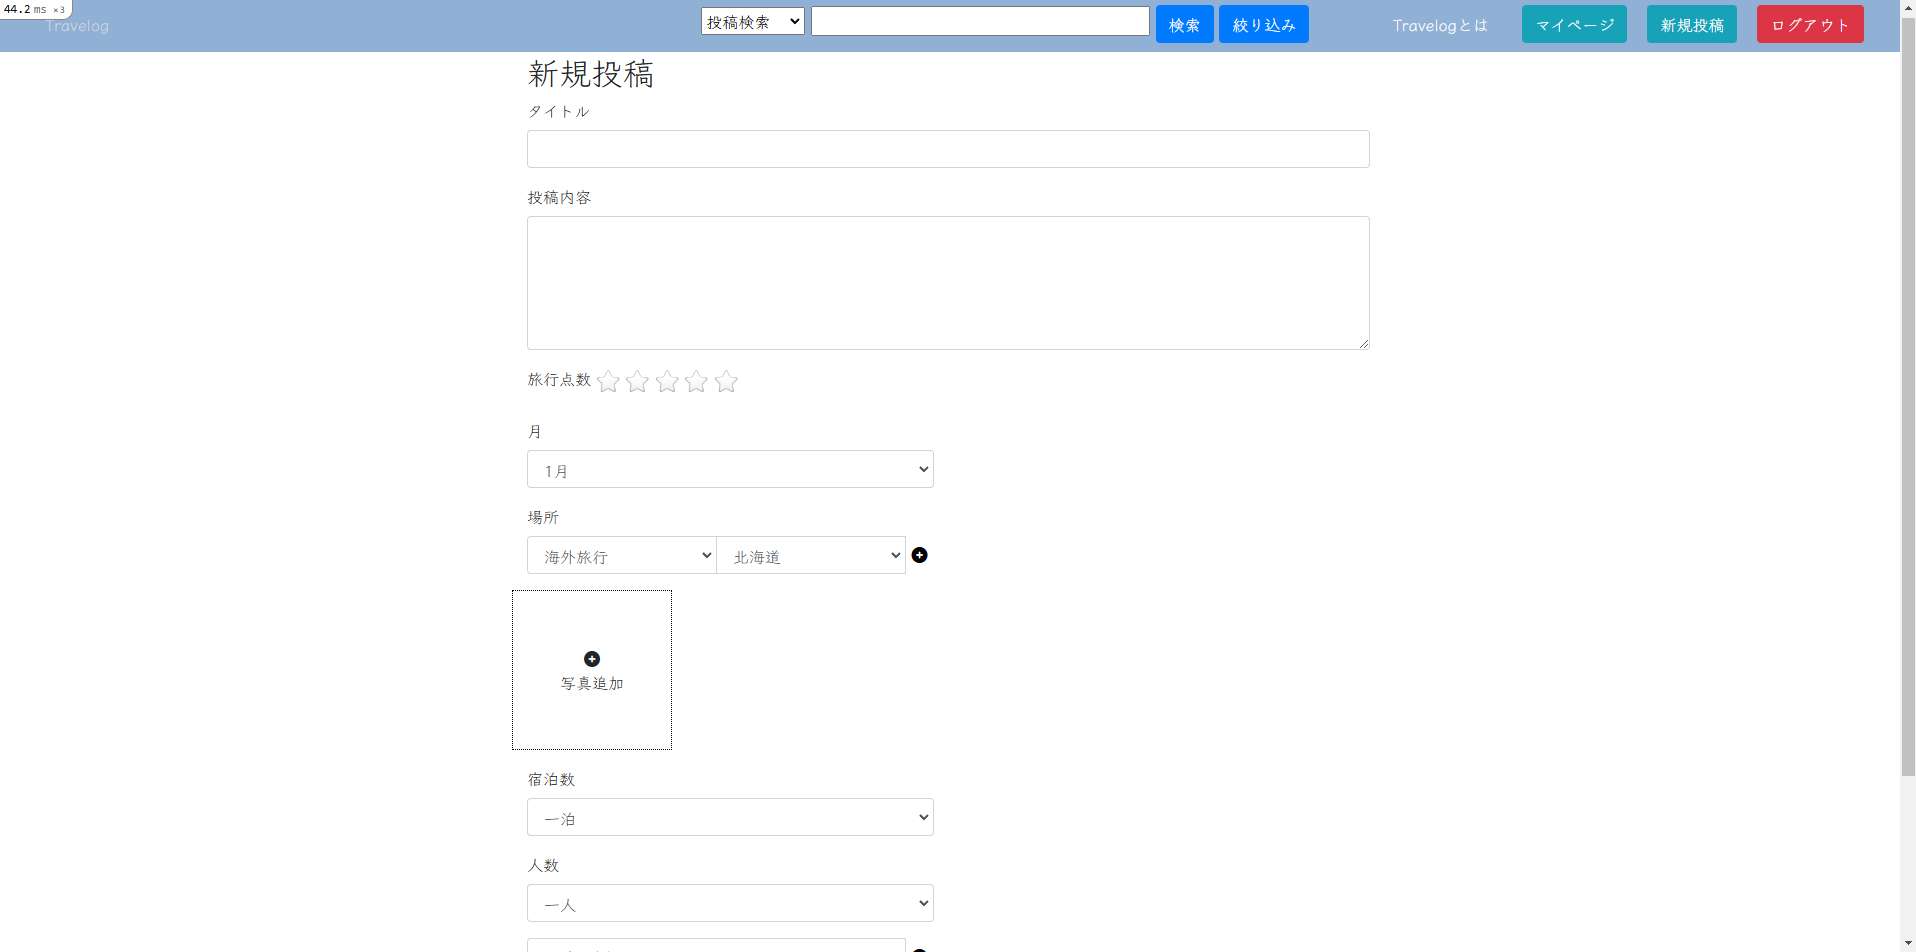 44.2 ms ×3
Travelog
投稿検索
検索
絞り込み
Travelogとは
マイページ
新規投稿
ログアウト
新規投稿
タイトル
投稿内容
旅行点数
月
1月
場所
海外旅行
北海道
写真追加
宿泊数
一泊
人数
一人